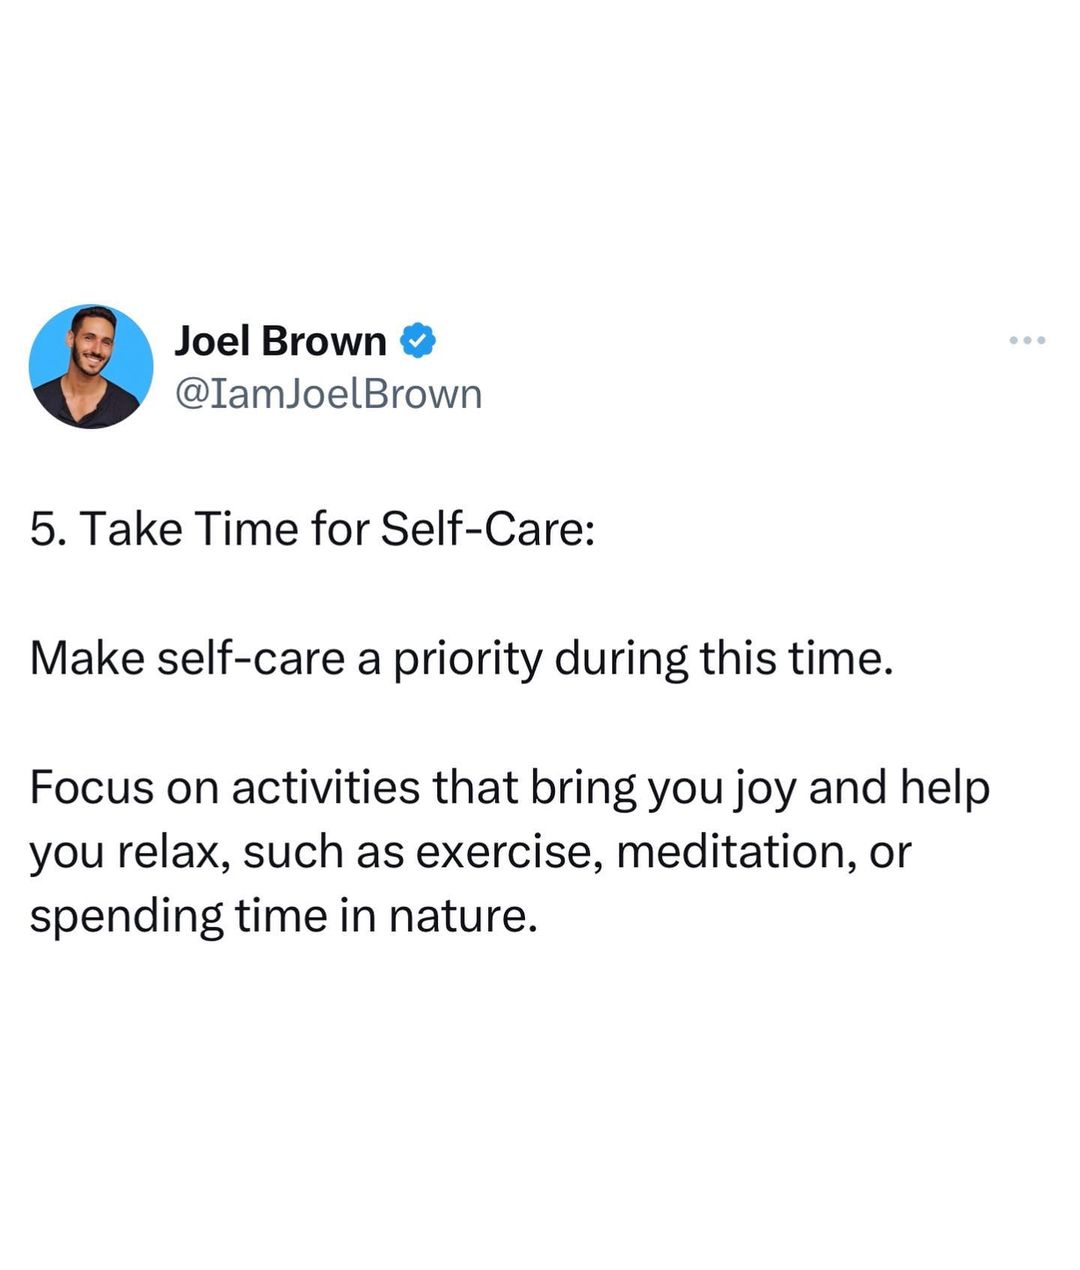 Joel Brown
@IamJoelBrown
5. Take Time for Self-Care:
Make self-care a priority during this time.
Focus on activities that bring you joy and help
you relax, such as exercise, meditation, or
spending time in nature.